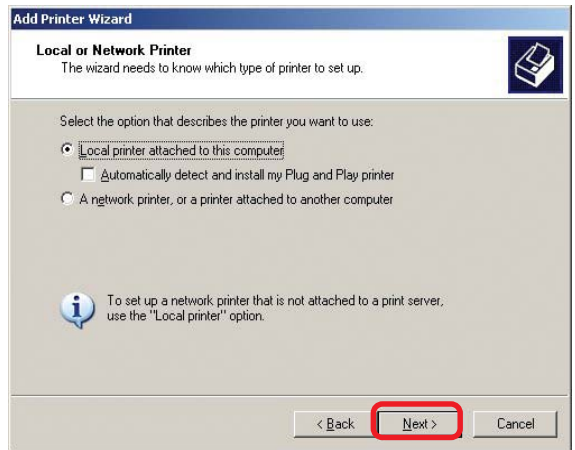 Add Printer Wizard
Local or Network Printer
The wizard needs to know which type of printer to set up.
Select the option that describes the printer you want to use:
Local printer attached to this computer
Automatically detect and install my Plug and Play printer
A network printer, or a printer attached to another computer
To set up a network printer that is not attached to a print server,
use the "Local printer" option.
< Back Next > Cancel